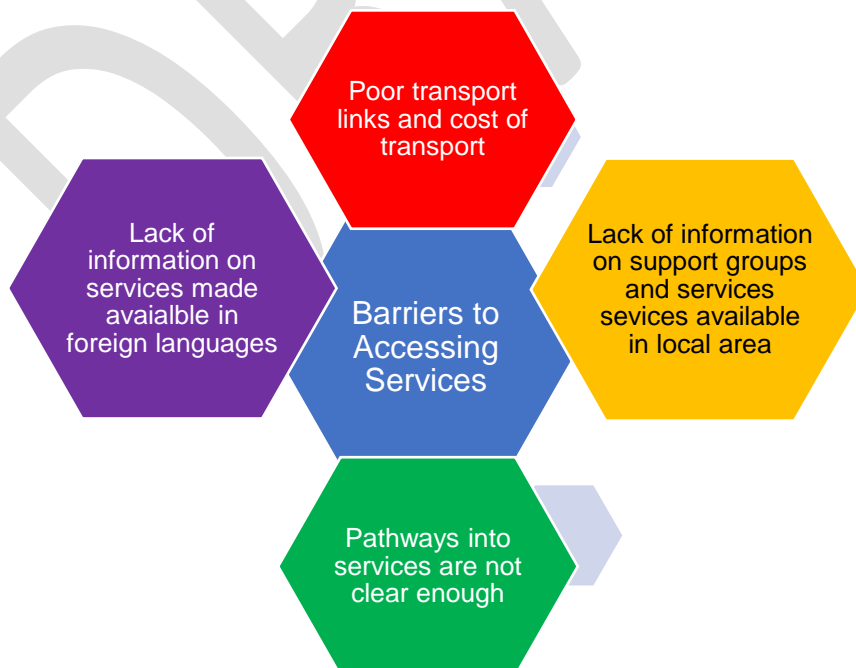 Poor transport
links and cost of
transport
Lack of
information on
services made
avaialble in
foreign languages
Barriers to
Accessing
Services
Lack of information
on support groups
and services
sevices available
in local area
Pathways into
services are not
clear enough